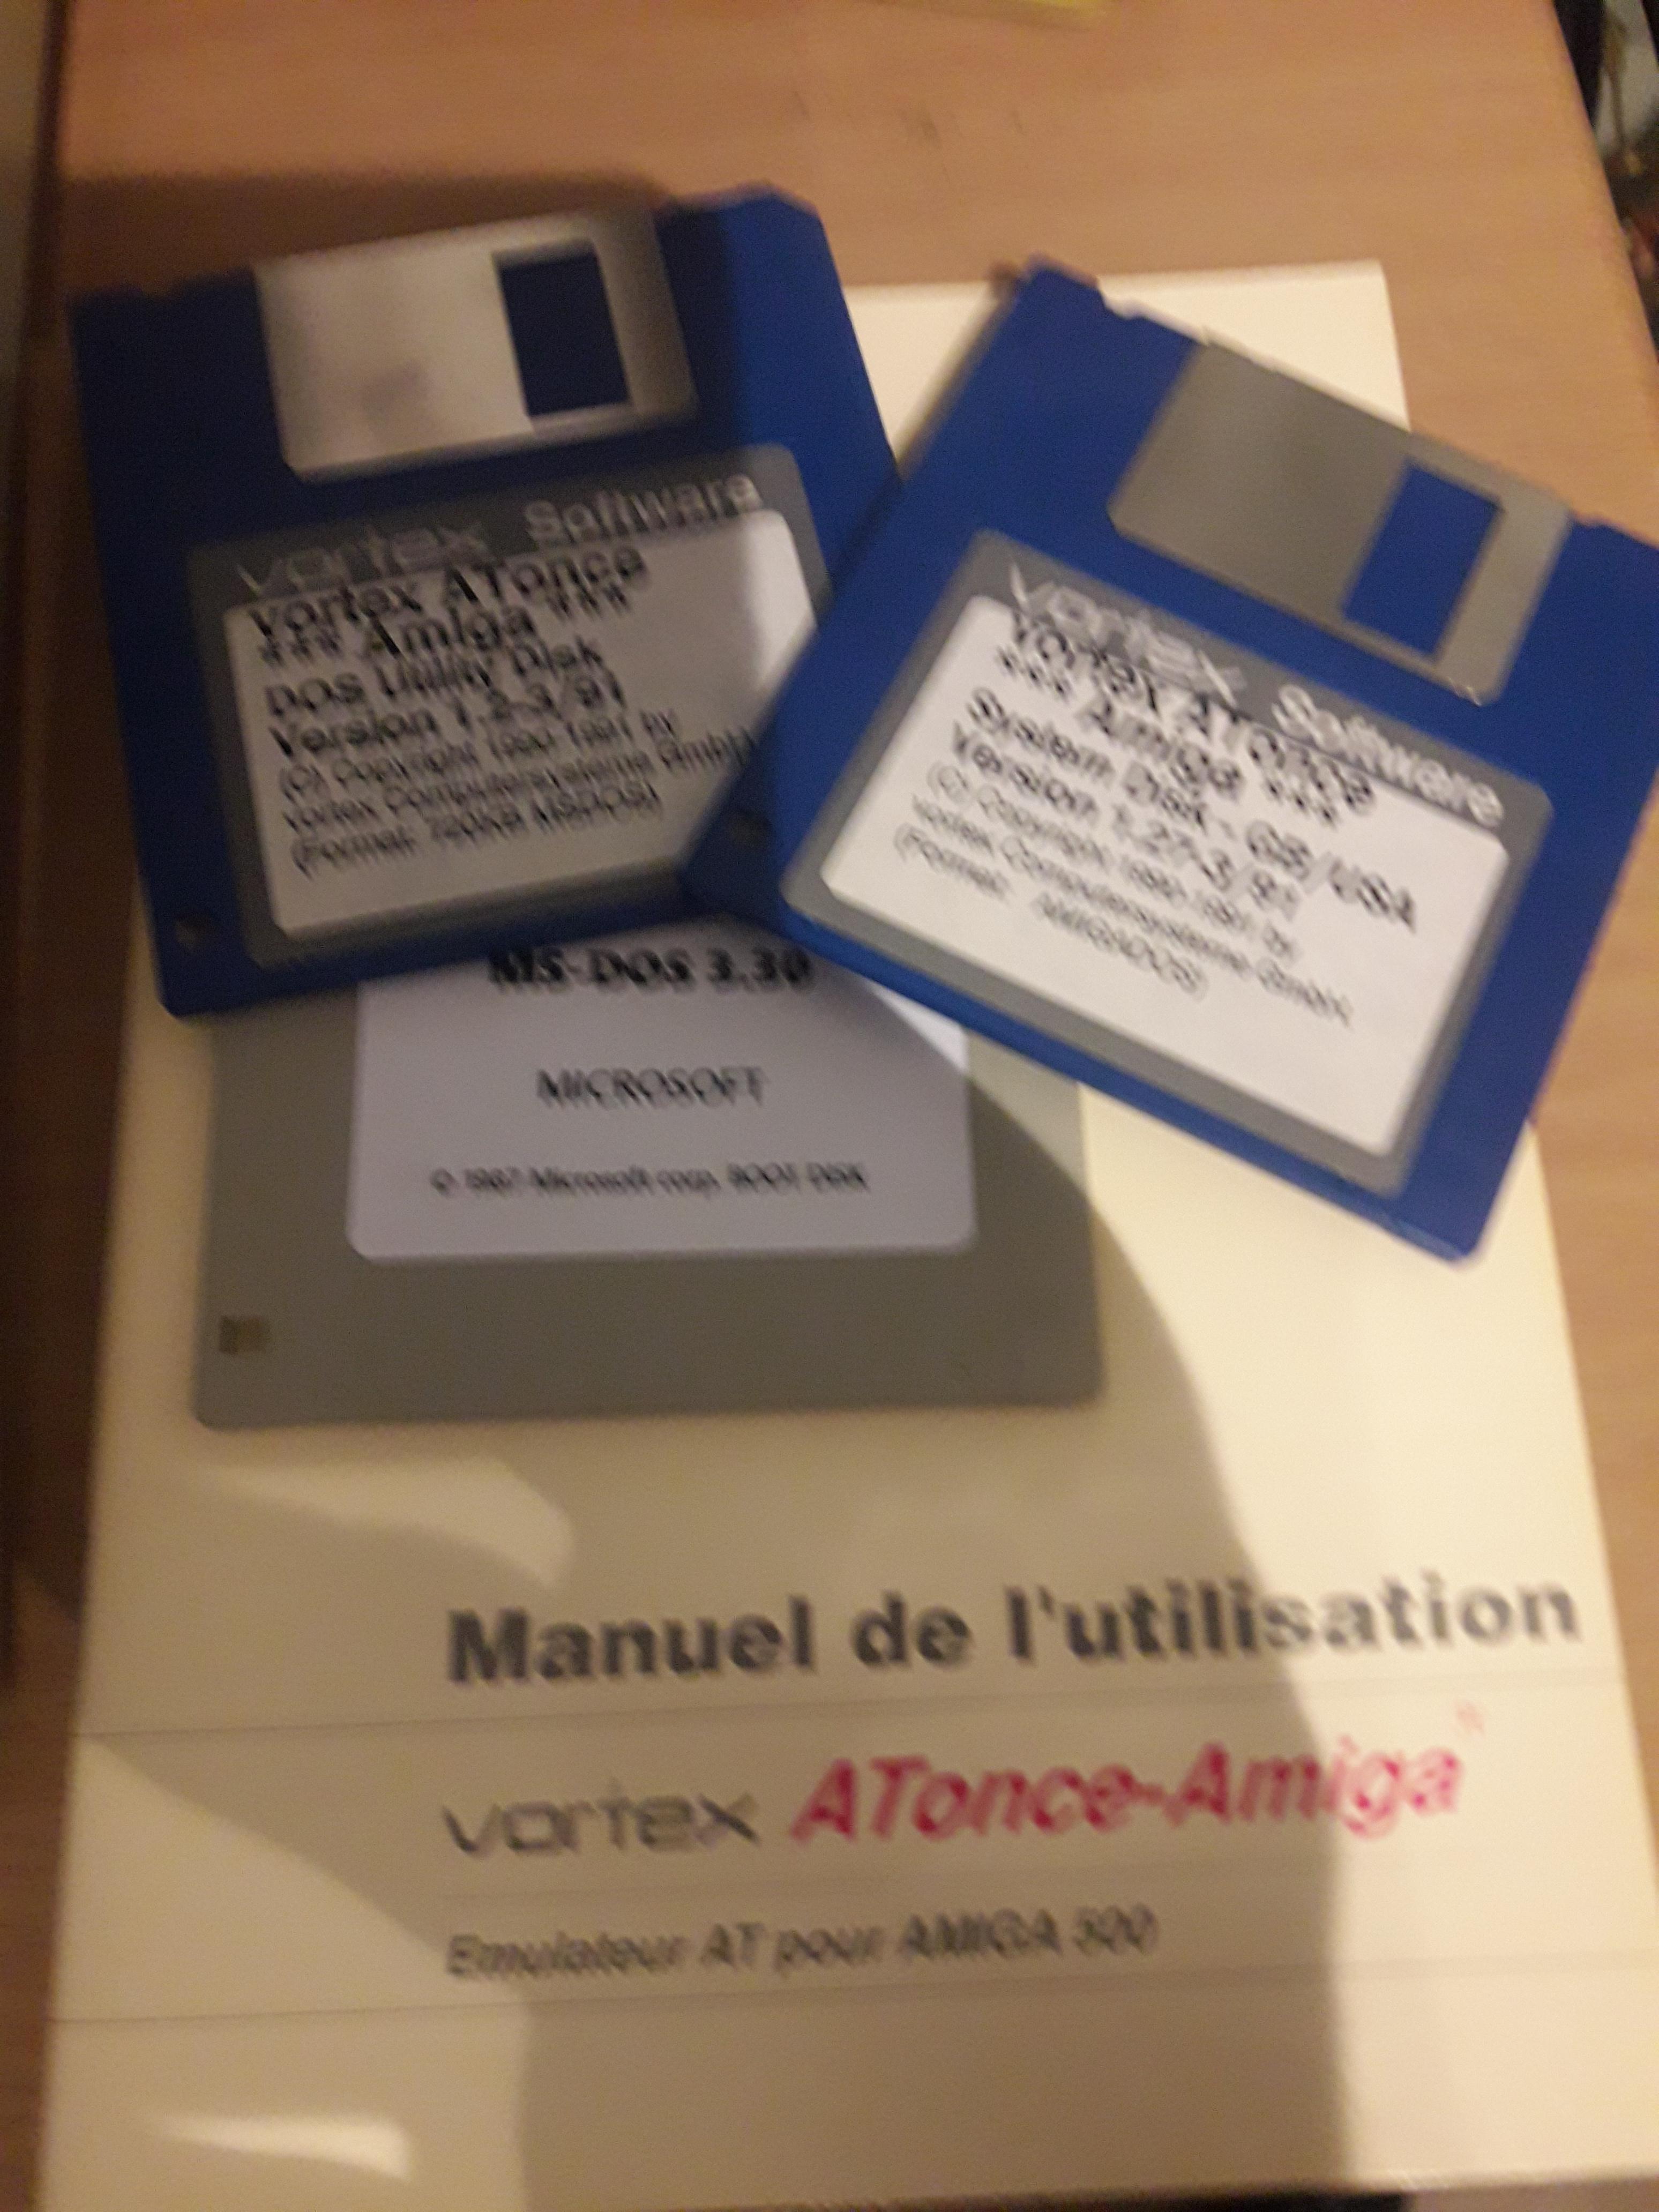 vortex Software
vortex ATonce
*** Amiga ***
DOS Utility Disk
Version 1.2-3/91
(C) Copyright 1990 1991 by
vortex Computersysteme GmbH
(Format: 720KB MSDOS)
vortex Software
vortex ATonce
*** Amiga ***
System Disk - GB/USA
Version 1.27-3/91
(C) Copyright 1990-1991 by
vortex Computersysteme GmbH
(Format: AMIGADOS)
MS-DOS 3.30
MICROSOFT
© 1987 Microsoft corp. BOOT DISK
Manuel de l'utilisation
vortex ATonce-Amiga
Emulateur AT pour AMIGA 500